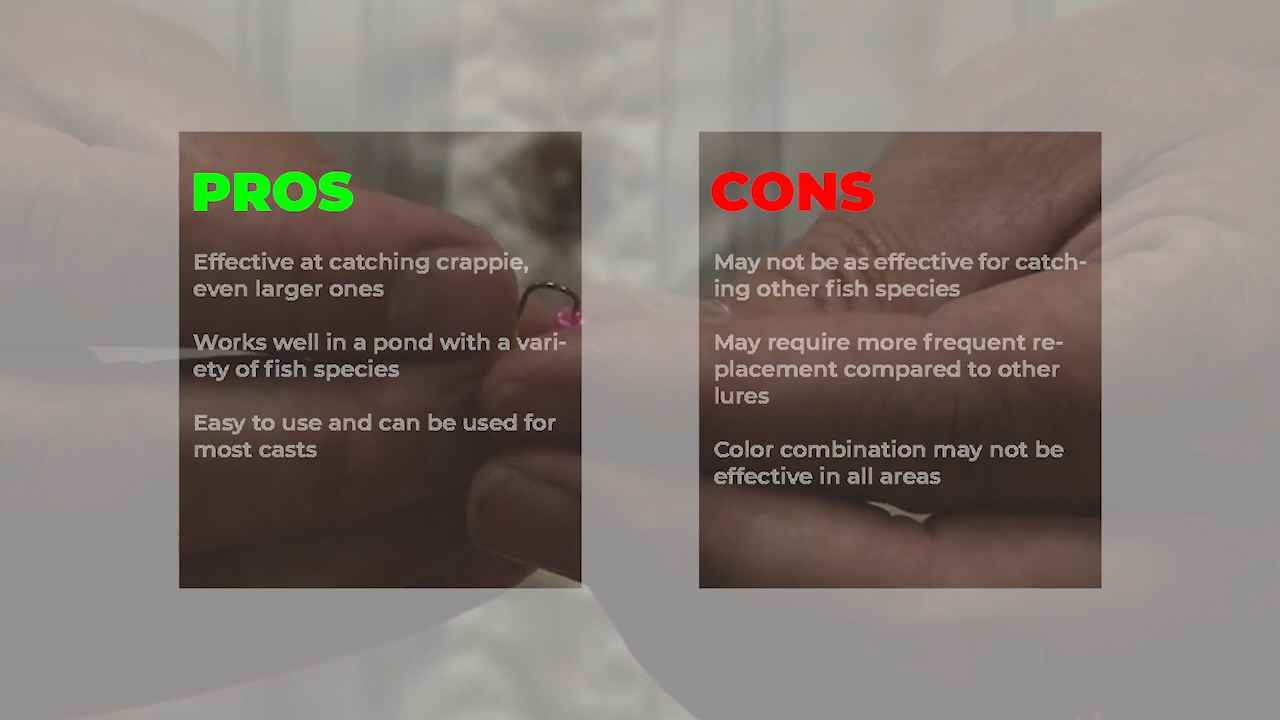 PROS
Effective at catching crappie,
even larger ones
Works well in a pond with a vari-
ety of fish species
Easy to use and can be used for
most casts
CONS
May not be as effective for catch-
ing other fish species
May require more frequent re-
placement compared to other
lures
Color combination may not be
effective in all areas